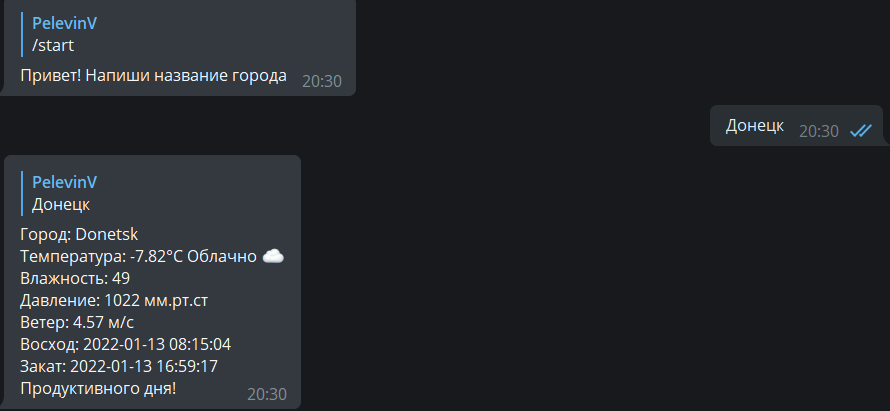 PelevinV
/start
Привет! Напиши название города 20:30
Донецк 20:30
PelevinV
Донецк
Город: Donetsk
Температура: -7.82°C Облачно ☁️
Влажность: 49
Давление: 1022 мм.рт.ст
Ветер: 4.57 м/с
Восход: 2022-01-13 08:15:04
Закат: 2022-01-13 16:59:17
Продуктивного дня! 20:30